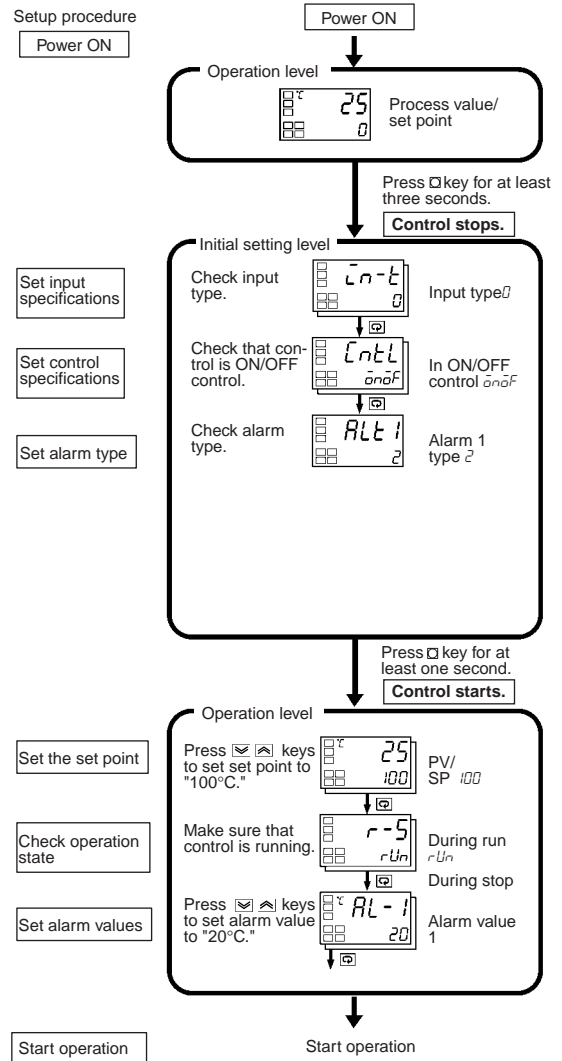 Setup procedure
Power ON
Power ON
Operation level
℃
25
0
Process value/
set point
Press key for at least
three seconds.
Control stops.
Initial setting level
Set input
specifications
Check input
type.
in-t
0
Input type 0
Set control
specifications
Check that con-
trol is ON/OFF
control.
CntL
onoF
In ON/OFF
control onoF
Set alarm type
Check alarm
type.
ALt1
2
Alarm 1
type 2
Press key for at
least one second.
Control starts.
Operation level
Set the set point
Press keys
to set set point to
"100°C."
℃
25
100
PV/
SP 100
Check operation
state
Make sure that
control is running.
r-S
rUn
During run
rUn
During stop
Set alarm values
Press keys
to set alarm value
to "20°C."
℃
AL-1
20
Alarm value
1
Start operation
Start operation